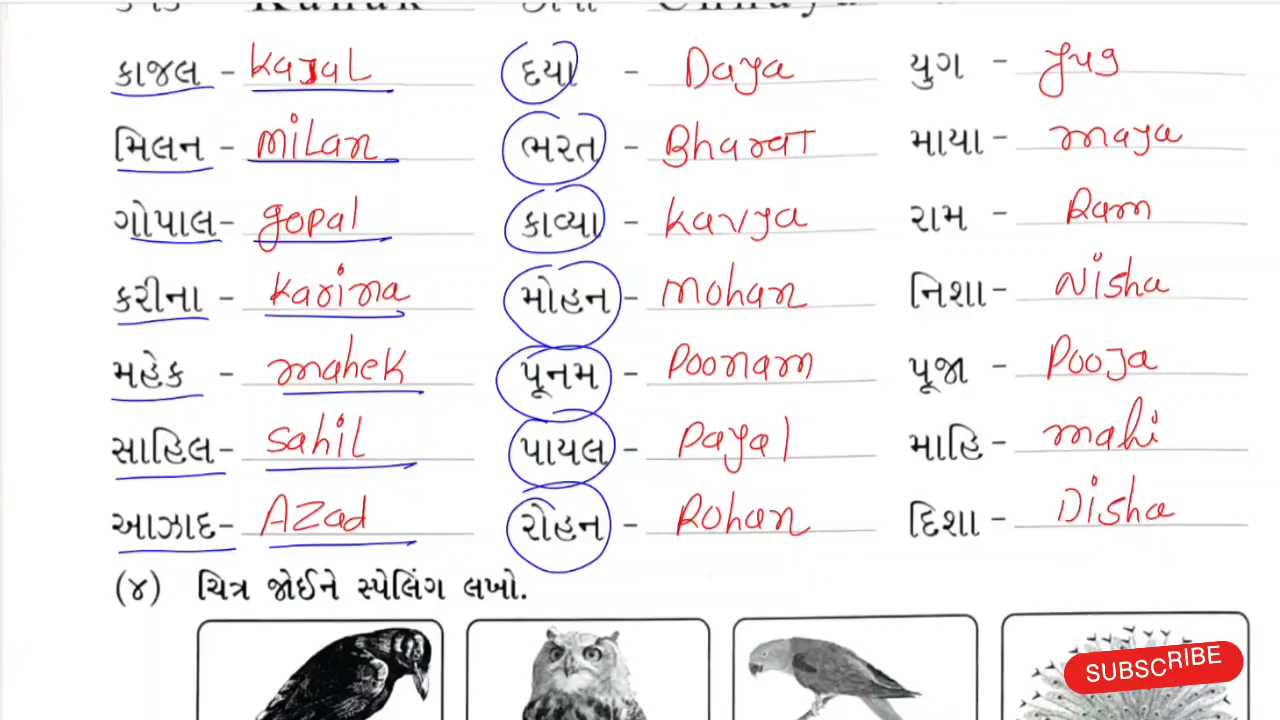 કાજલ - Kajal દયા - Daya યુગ - Yug
મિલન - Milan ભરત - Bharat માયા - maya
ગોપાલ - gopal કાવ્યા - Kavya રામ - Ram
કરીના - Karina મોહન - Mohan નિશા - Nisha
મહેક - mahek પૂનમ - Poonam પૂજા - Pooja
સાહિલ - Sahil પાયલ - Payal માહિ - mahi
આઝાદ - Azad રોહન - Rohan દિશા - Disha
(૪) ચિત્ર જોઈને સ્પેલિંગ લખો.
SUBSCRIBE